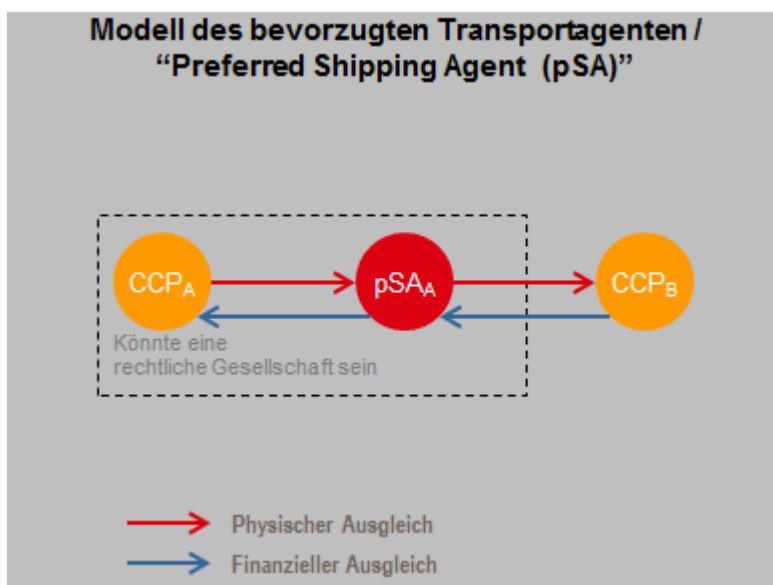 Modell des bevorzugten Transportagenten /
“Preferred Shipping Agent (pSA)”
CCPA
pSAA
CCPB
Könnte eine
rechtliche Gesellschaft sein
Physischer Ausgleich
Finanzieller Ausgleich